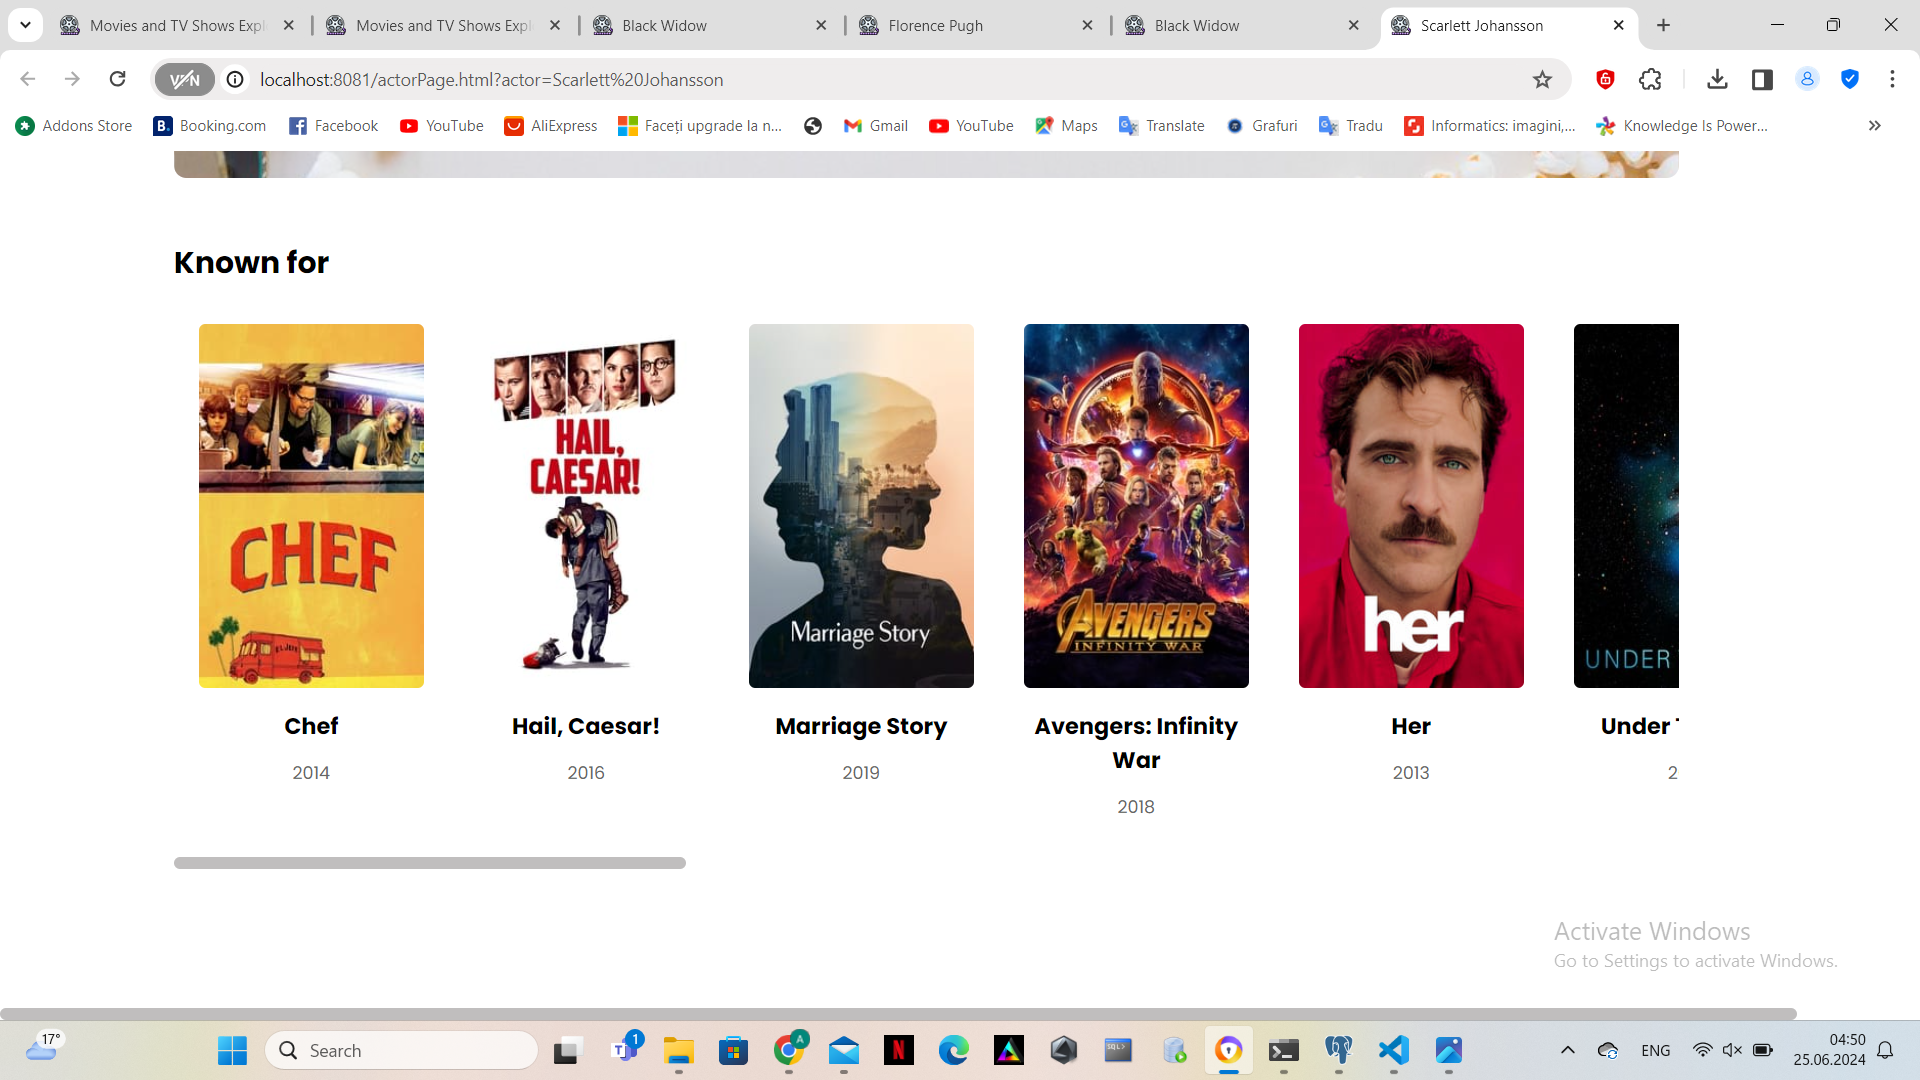 Movies and TV Shows Expl
Movies and TV Shows Expl
Black Widow
Florence Pugh
Black Widow
Scarlett Johansson
VPN
localhost:8081/actorPage.html?actor=Scarlett%20Johansson
Addons Store
B. Booking.com
Facebook
YouTube
AliExpress
Faceți upgrade la n...
Gmail
YouTube
Maps
Translate
Grafuri
Tradu
Informatics: imagini,...
Knowledge Is Power...
Known for
CHEF
HAIL,
CAESAR!
Marriage Story
AVENGERS
INFINITY WAR
her
UNDER
Chef
Hail, Caesar!
Marriage Story
Avengers: Infinity
War
Her
Under
2014
2016
2019
2018
2013
2
Activate Windows
Go to Settings to activate Windows.
17°
Search
1
A
N
SQL>
ENG
04:50
25.06.2024